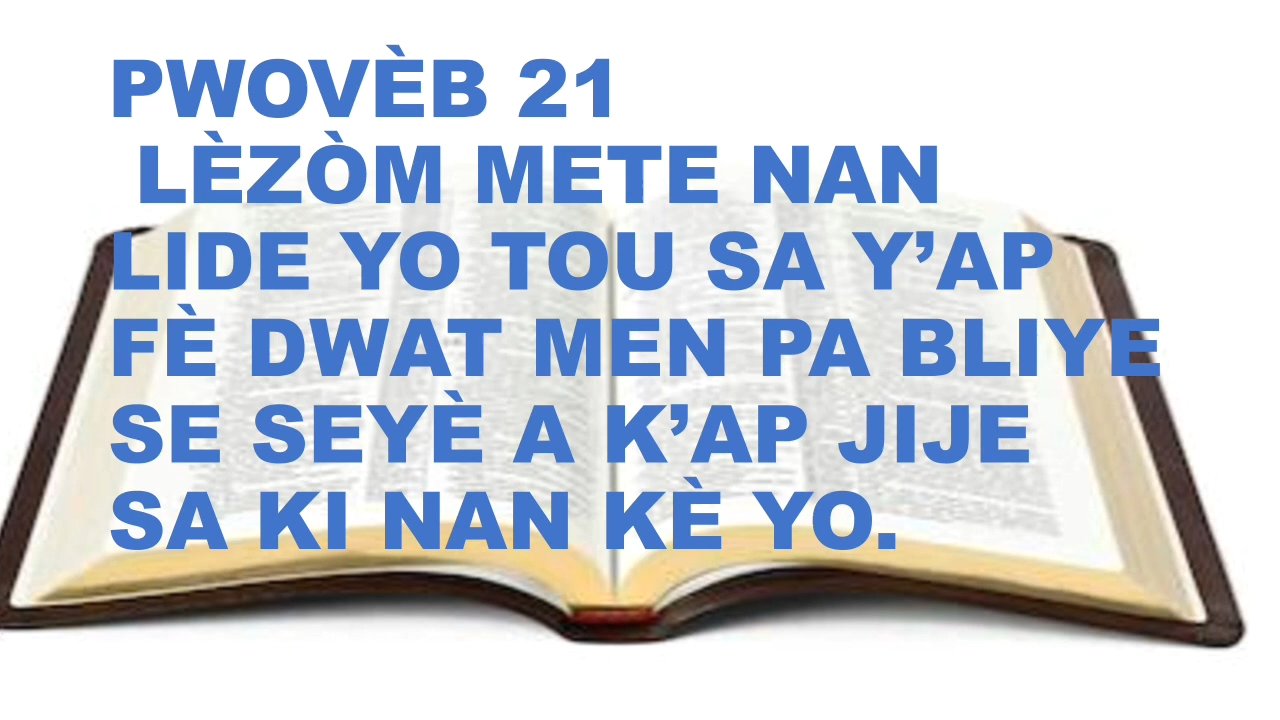 PWOVÈB 21
LÈZÒM METE NAN
LIDE YO TOU SA Y’AP
FÈ DWAT MEN PA BLIYE
SE SEYÈ A K’AP JIJE
SA KI NAN KÈ YO.